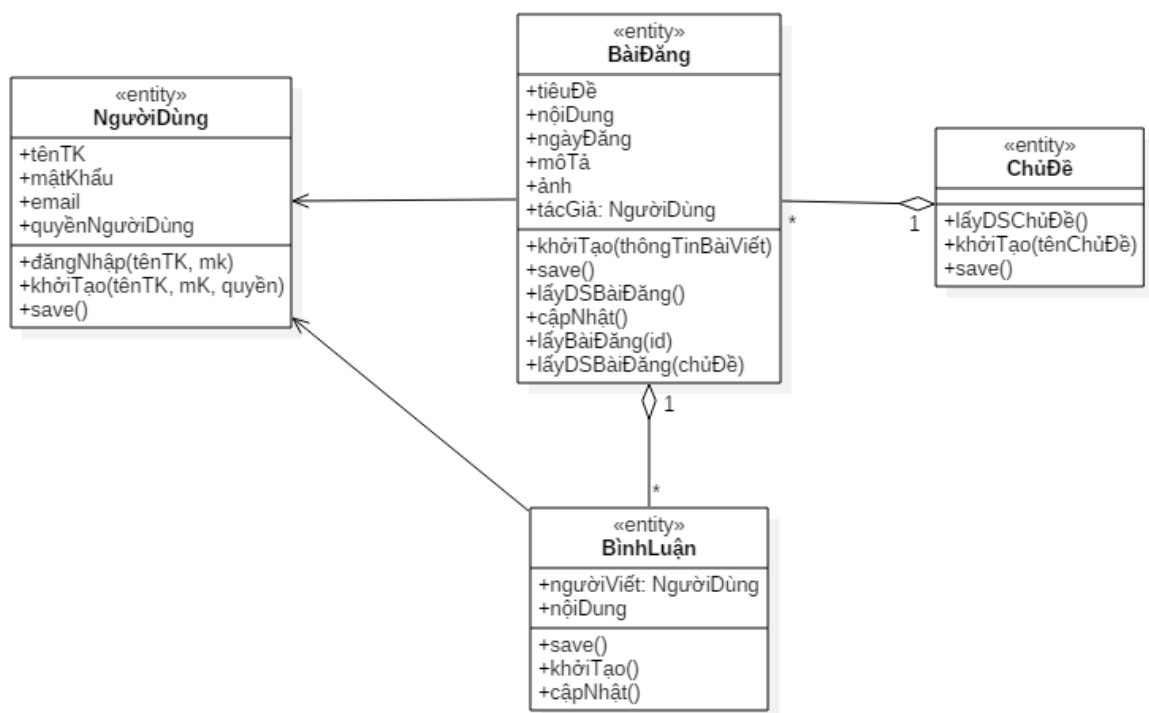 «entity»
NgườiDùng
+tênTK
+mậtKhẩu
+email
+quyềnNgườiDùng
+đăngNhập(tênTK, mk)
+khởiTạo(tênTK, mK, quyền)
+save()
«entity»
BàiĐăng
+tiêuĐề
+nộiDung
+ngàyĐăng
+môTả
+ảnh
+tácGiả: NgườiDùng
+khởiTạo(thôngTinBàiViết)
+save()
+lấyDSBàiĐăng()
+cậpNhật()
+lấyBàiĐăng(id)
+lấyDSBàiĐăng(chủĐề)
*
1
«entity»
ChủĐề
+lấyDSChủĐề()
+khởiTạo(tênChủĐề)
+save()
1
*
«entity»
BìnhLuận
+ngườiViết: NgườiDùng
+nộiDung
+save()
+khởiTạo()
+cậpNhật()